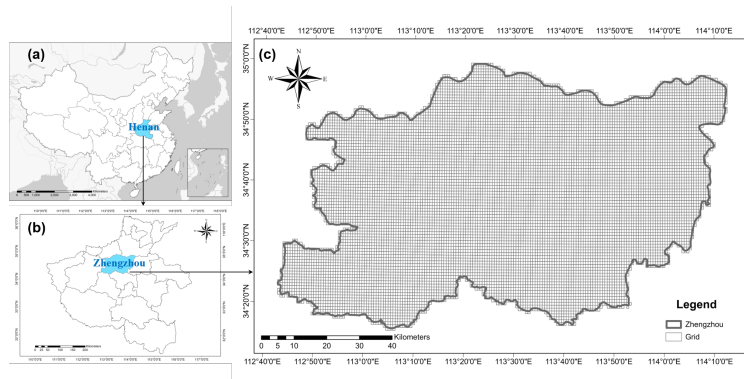 (a)
Henan
(b)
Zhengzhou
(c)
112°40'0"E 112°50'0"E 113°0'0"E 113°10'0"E 113°20'0"E 113°30'0"E 113°40'0"E 113°50'0"E 114°0'0"E 114°10'0"E
35°0'0"N
34°50'0"N
34°40'0"N
34°30'0"N
34°20'0"N
N
W E
S
Legend
Zhengzhou
Grid
Kilometers
0 5 10 20 30 40
112°40'0"E 112°50'0"E 113°0'0"E 113°10'0"E 113°20'0"E 113°30'0"E 113°40'0"E 113°50'0"E 114°0'0"E 114°10'0"E